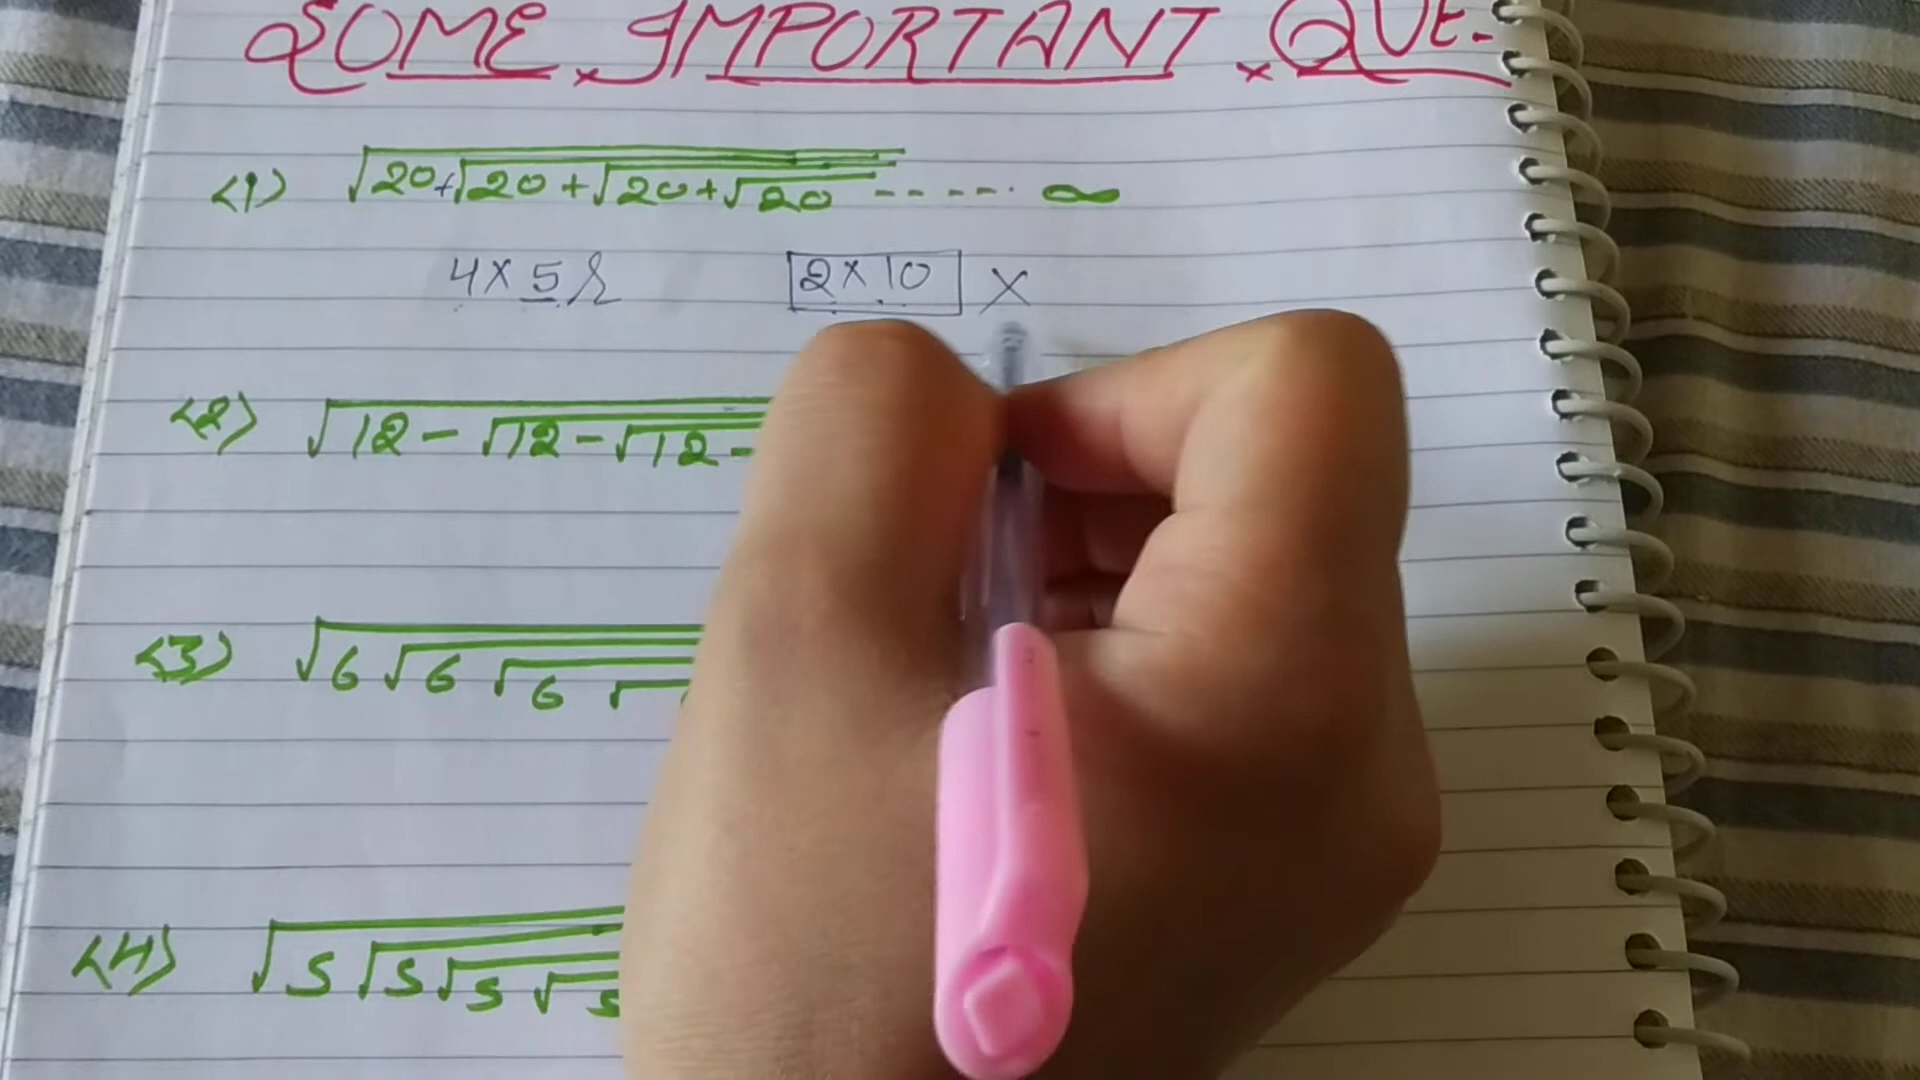 SOME IMPORTANT QUE.
<1> √20+√20+√20+√20 ----- ∞
4×5 2×10 ×
<2> √12-√12-√12-
<3> √6√6√6√
<4> √5√5√5√5